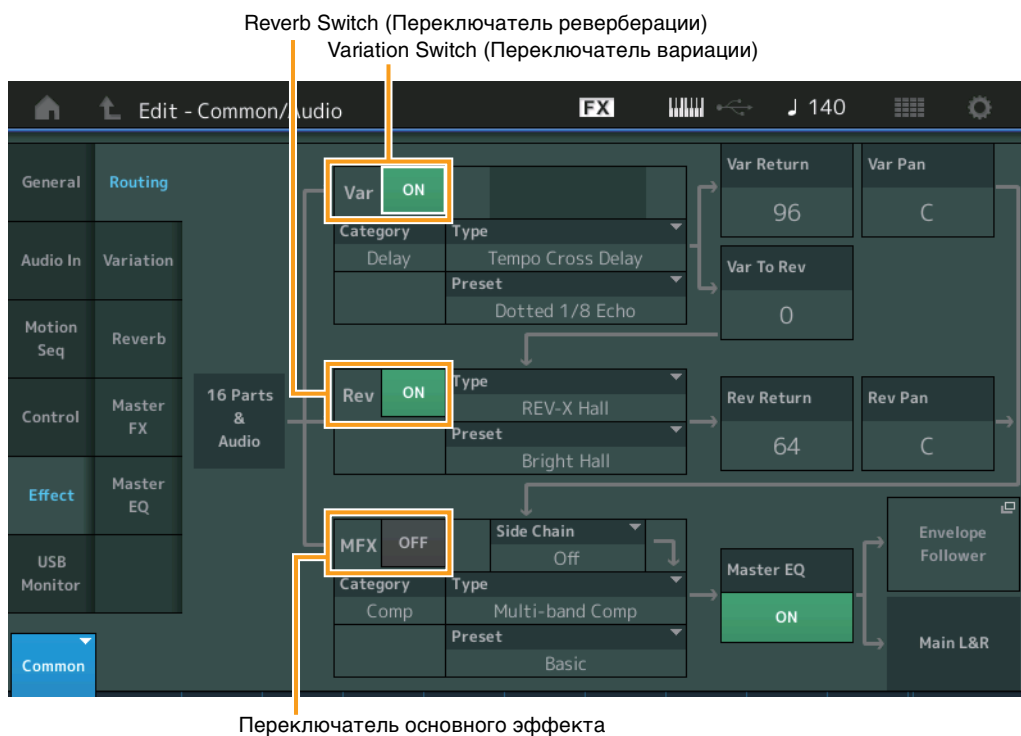 Reverb Switch (Переключатель реверберации)
Variation Switch (Переключатель вариации)
Edit - Common/Audio
FX
140
General
Routing
Audio In
Variation
Motion
Seq
Reverb
Control
Master
FX
Effect
Master
EQ
USB
Monitor
Common
16 Parts
&
Audio
Var
ON
Category
Type
Delay
Tempo Cross Delay
Preset
Dotted 1/8 Echo
Var Return
96
Var Pan
C
Var To Rev
0
Rev
ON
Type
REV-X Hall
Preset
Bright Hall
Rev Return
64
Rev Pan
C
MFX
OFF
Side Chain
Off
Category
Type
Comp
Multi-band Comp
Preset
Basic
Master EQ
ON
Envelope
Follower
Main L&R
Переключатель основного эффекта